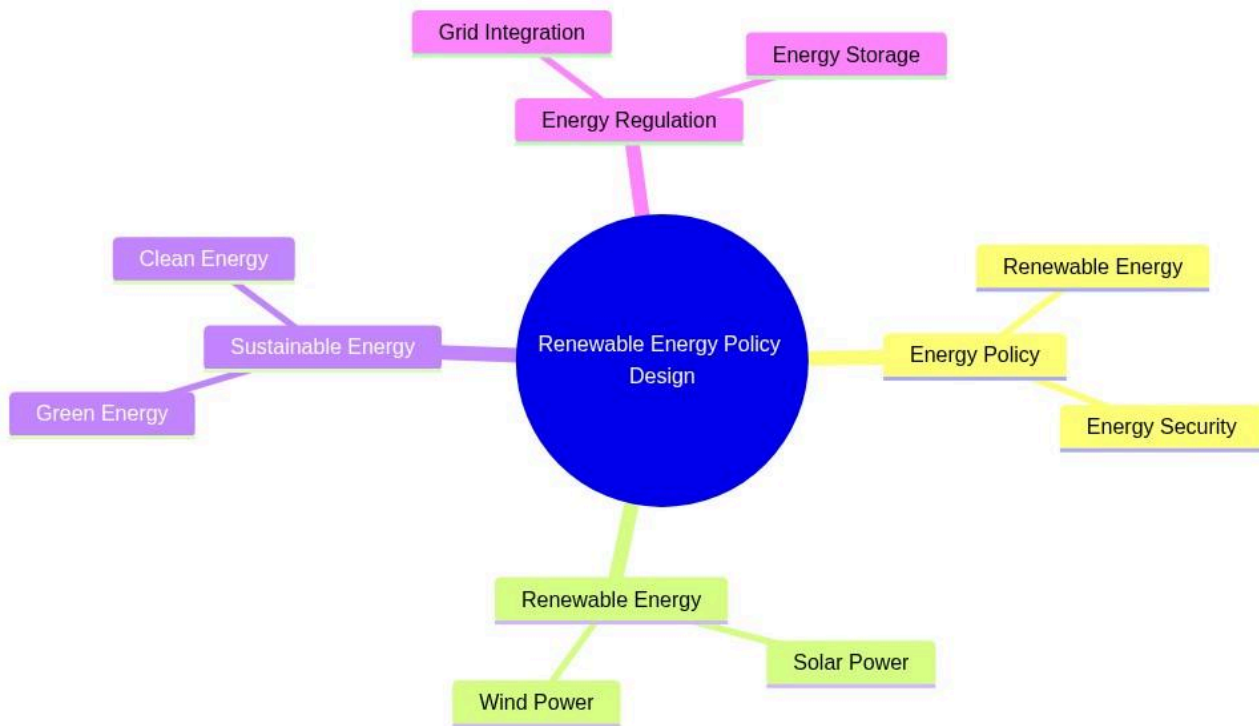 Grid Integration
Energy Storage
Energy Regulation
Clean Energy
Sustainable Energy
Green Energy
Renewable Energy Policy
Design
Renewable Energy
Energy Policy
Energy Security
Renewable Energy
Solar Power
Wind Power